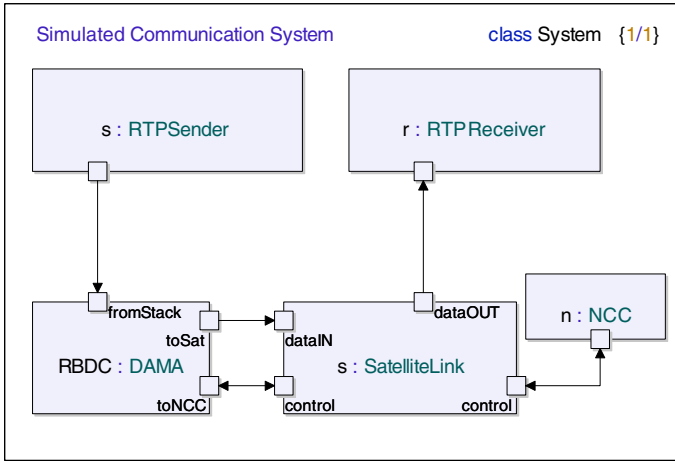 Simulated Communication System
class System {1/1}
s : RTPSender
r : RTPReceiver
fromStack
dataOUT
n : NCC
toSat
dataIN
RBDC : DAMA
s : SatelliteLink
toNCC
control
control